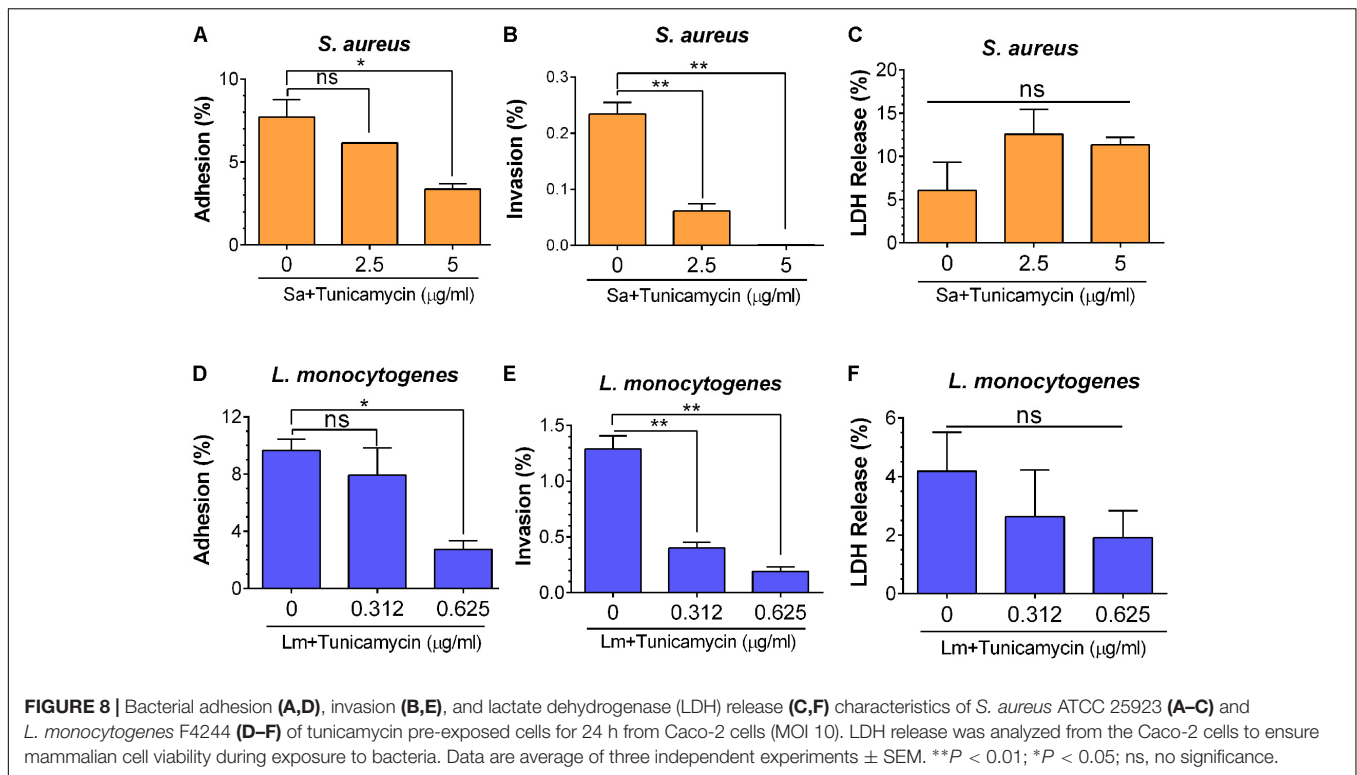 A
S. aureus
*
ns
10
5
0
Adhesion (%)
0 2.5 5
Sa+Tunicamycin (μg/ml)
B
S. aureus
**
**
0.3
0.2
0.1
0.0
Invasion (%)
0 2.5 5
Sa+Tunicamycin (μg/ml)
C
S. aureus
ns
20
15
10
5
0
LDH Release (%)
0 2.5 5
Sa+Tunicamycin (μg/ml)
D
L. monocytogenes
*
ns
12
8
4
0
Adhesion (%)
0 0.312 0.625
Lm+Tunicamycin (μg/ml)
E
L. monocytogenes
**
**
1.5
1.0
0.5
0.0
Invasion (%)
0 0.312 0.625
Lm+Tunicamycin (μg/ml)
F
L. monocytogenes
ns
6
4
2
0
LDH Release (%)
0 0.312 0.625
Lm+Tunicamycin (μg/ml)
FIGURE 8 | Bacterial adhesion (A,D), invasion (B,E), and lactate dehydrogenase (LDH) release (C,F) characteristics of S. aureus ATCC 25923 (A–C) and
L. monocytogenes F4244 (D–F) of tunicamycin pre-exposed cells for 24 h from Caco-2 cells (MOI 10). LDH release was analyzed from the Caco-2 cells to ensure
mammalian cell viability during exposure to bacteria. Data are average of three independent experiments ± SEM. **P < 0.01; *P < 0.05; ns, no significance.